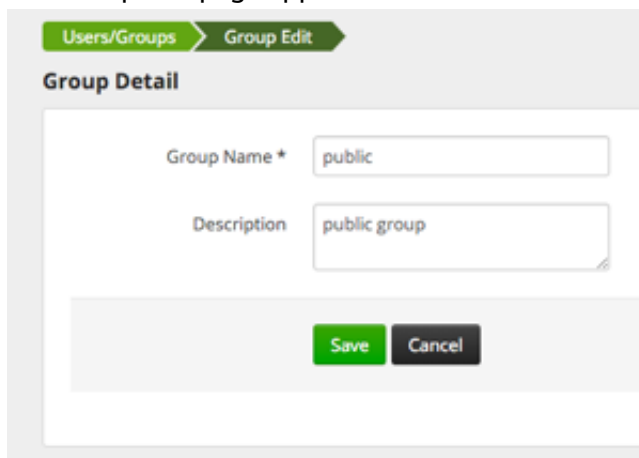 Users/Groups Group Edit
Group Detail
Group Name * public
Description public group
Save Cancel